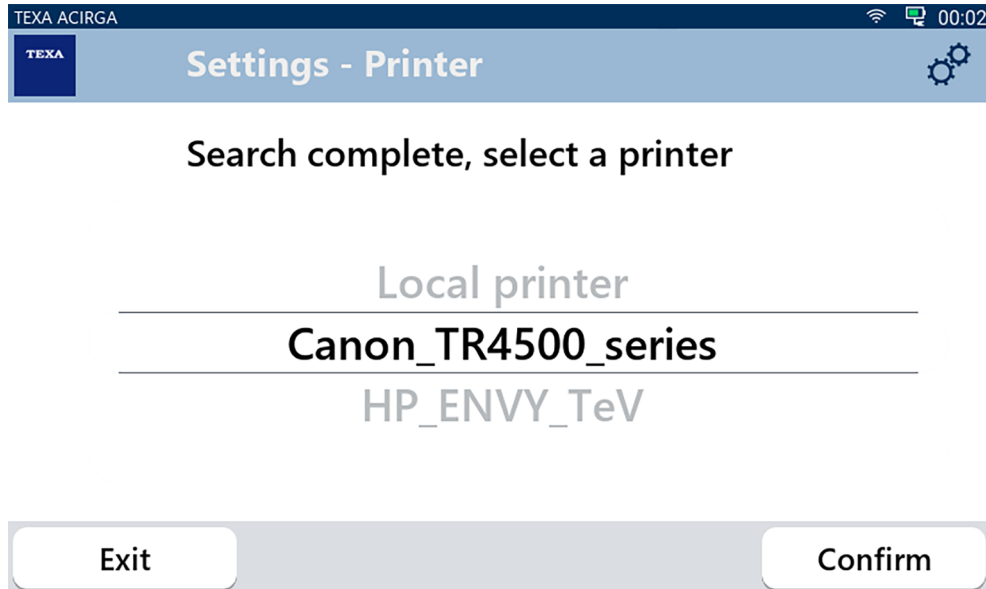 TEXA ACIRGA 00:02
TEXA
Settings - Printer
Search complete, select a printer
Local printer
Canon_TR4500_series
HP_ENVY_TeV
Exit Confirm